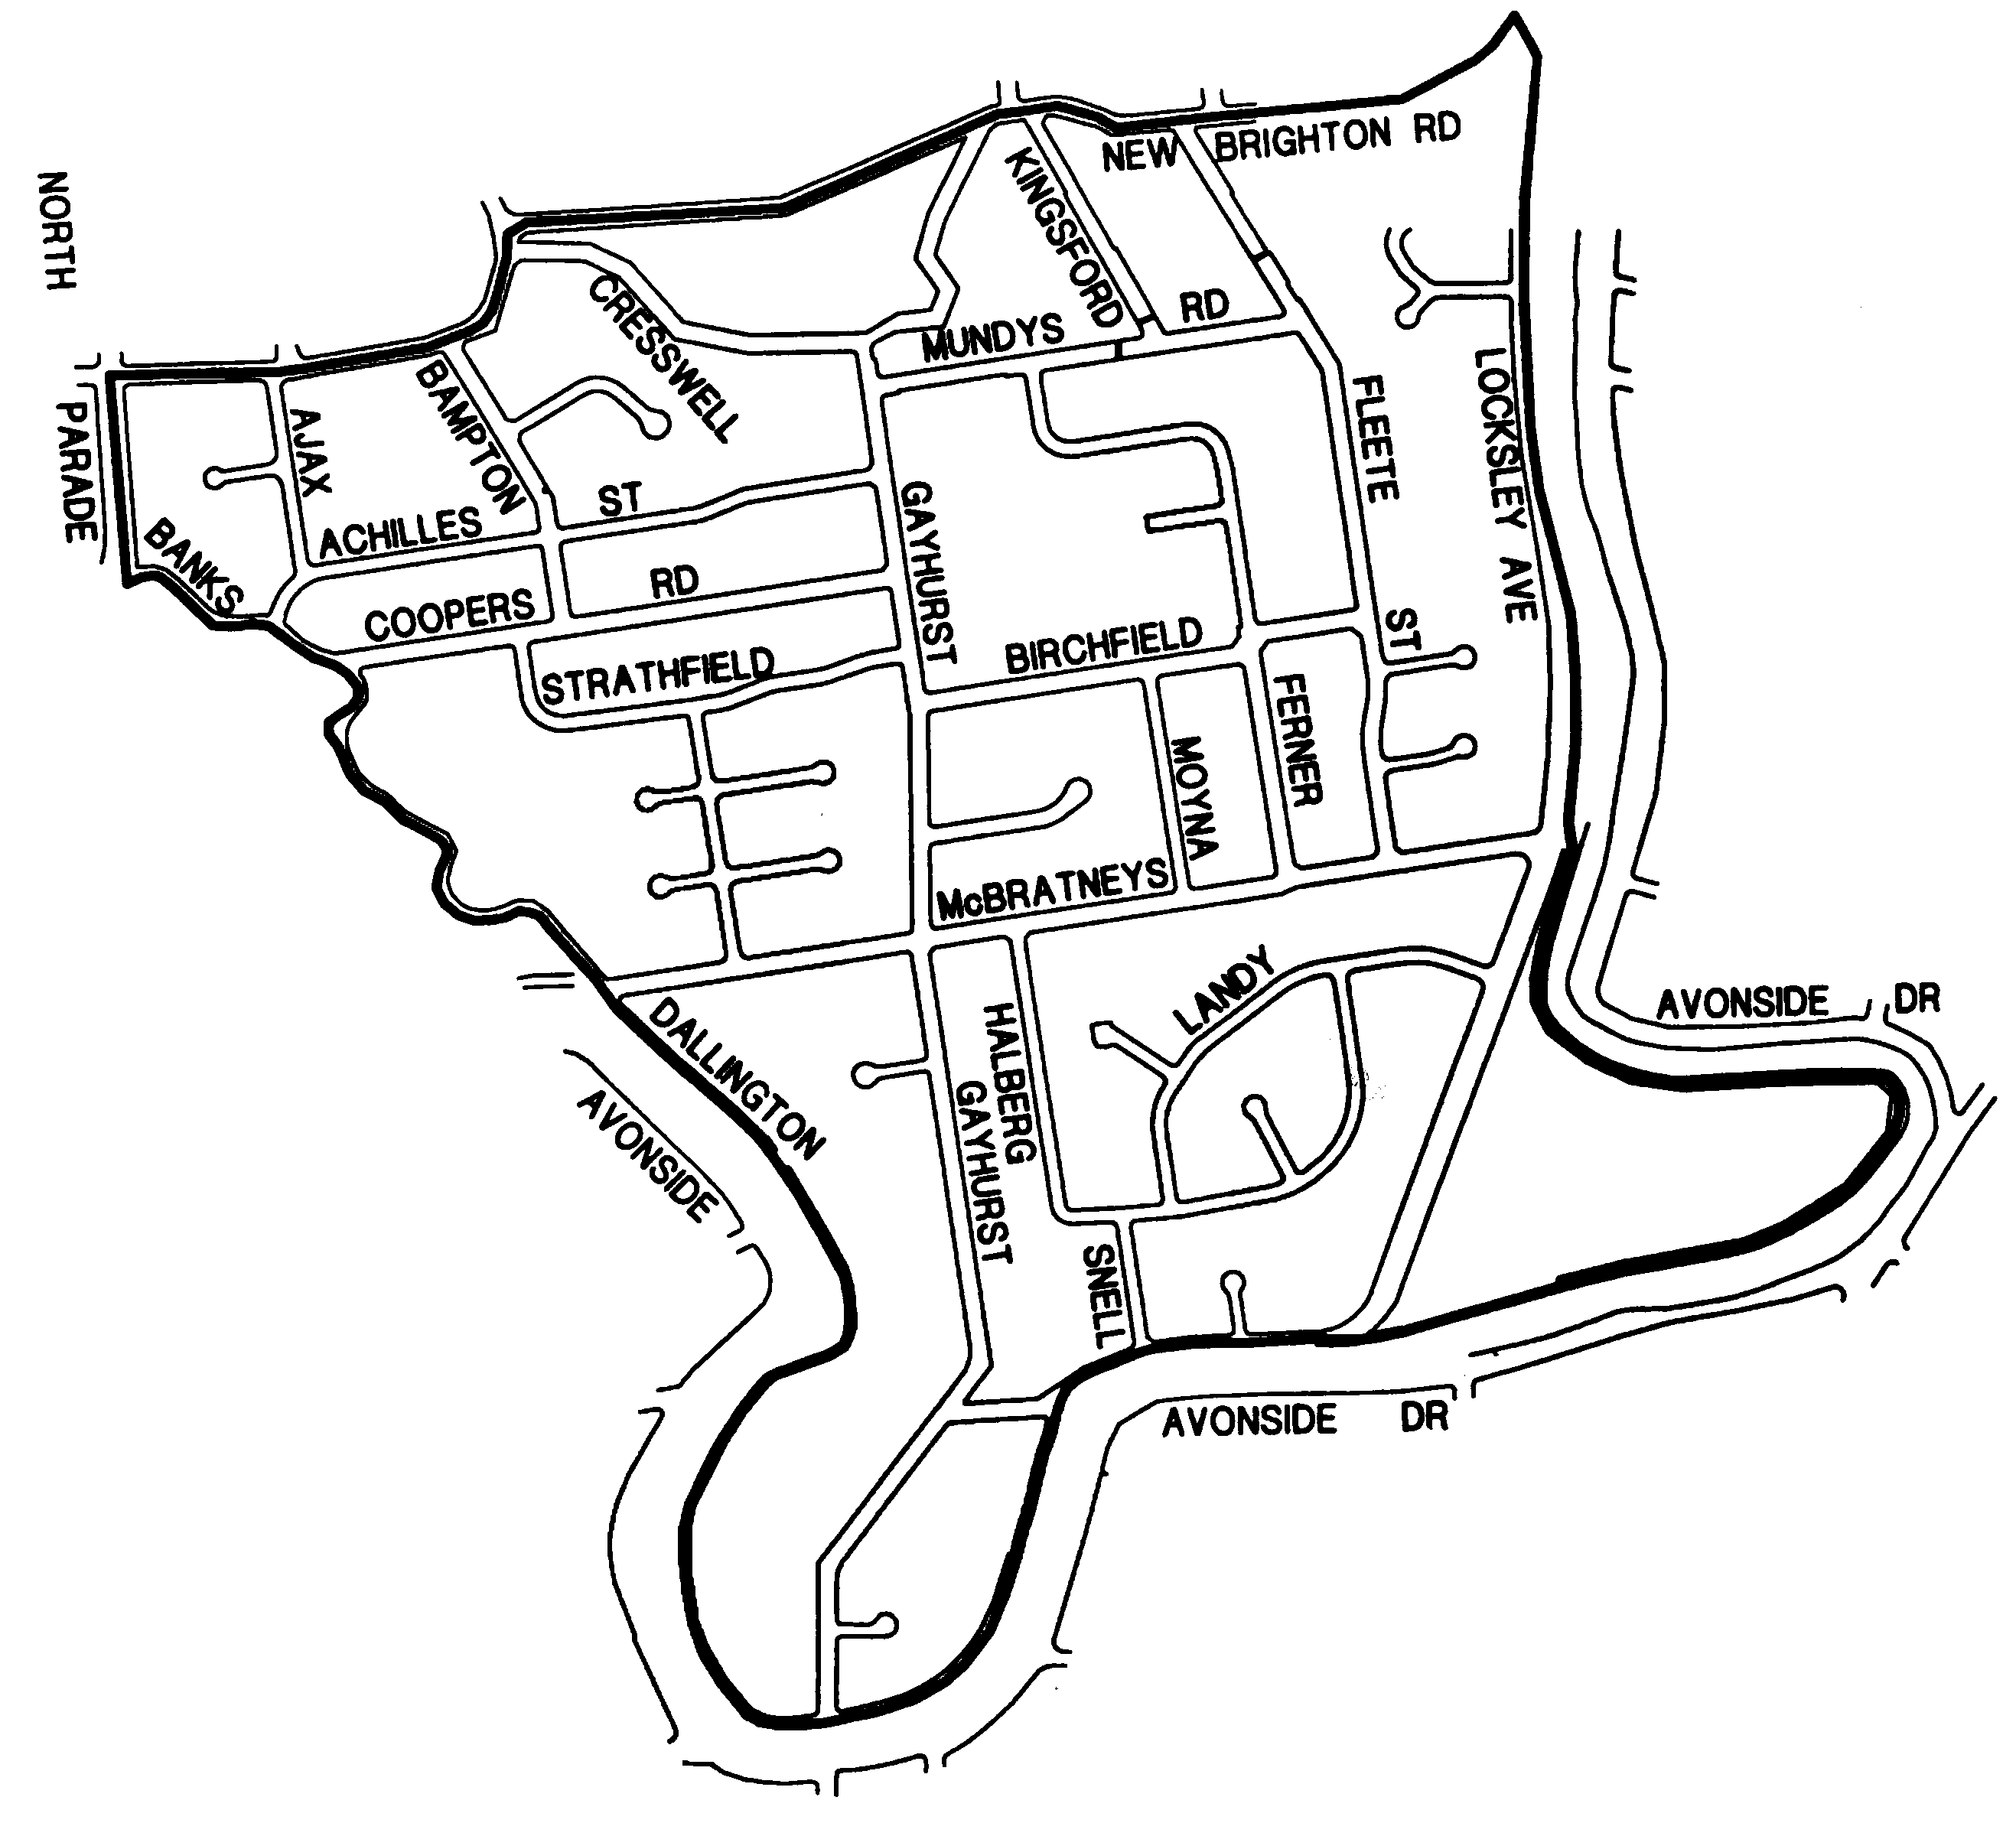 NEW BRIGHTON RD
NORTH
PARADE
KINGSFORD
RD
MUNDYS
CRESSWELL
BAMPTON
AJAX
ACHILLES
ST
BANKS
COOPERS
RD
STRATHFIELD
GAYHURST
BIRCHFIELD
FLEETE
ST
LOCKSLEY AVE
FERNER
MOYNA
McBRATNEYS
LANDY
HALBERG
GAYHURST
SNELL
DALLINGTON
AVONSIDE
AVONSIDE DR
AVONSIDE DR